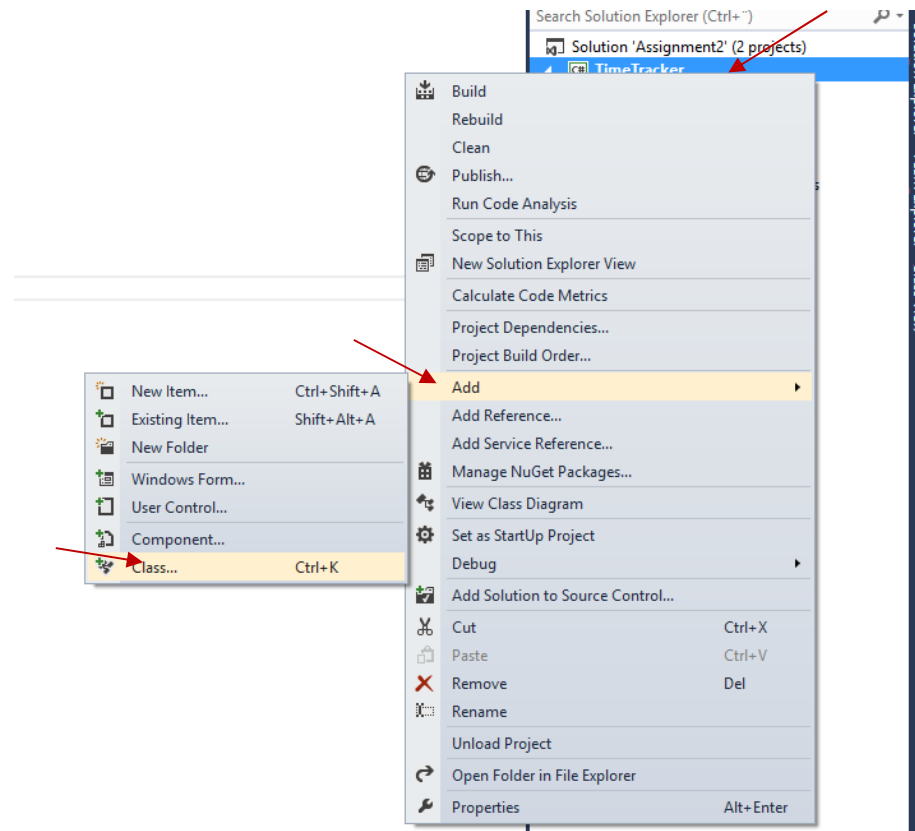 Search Solution Explorer (Ctrl+¨)
Solution 'Assignment2' (2 projects)
C# TimeTracker
Build
Rebuild
Clean
Publish...
Run Code Analysis
Scope to This
New Solution Explorer View
Calculate Code Metrics
Project Dependencies...
Project Build Order...
Add
Add Reference...
Add Service Reference...
Manage NuGet Packages...
View Class Diagram
Set as StartUp Project
Debug
Add Solution to Source Control...
Cut Ctrl+X
Paste Ctrl+V
Remove Del
Rename
Unload Project
Open Folder in File Explorer
Properties Alt+Enter
New Item... Ctrl+Shift+A
Existing Item... Shift+Alt+A
New Folder
Windows Form...
User Control...
Component...
Class... Ctrl+K